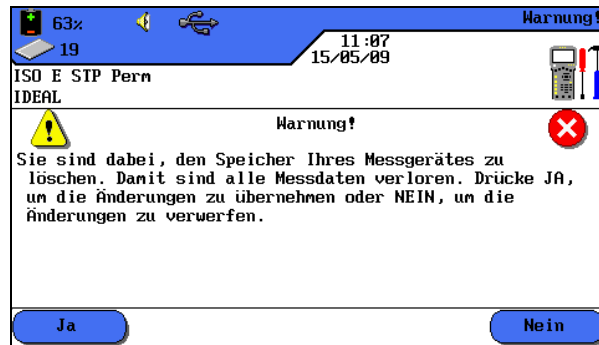 63% Warnung!
19 11:07
15/05/09
ISO E STP Perm
IDEAL
Warnung!
Sie sind dabei, den Speicher Ihres Messgerätes zu
löschen. Damit sind alle Messdaten verloren. Drücke JA,
um die Änderungen zu übernehmen oder NEIN, um die
Änderungen zu verwerfen.
Ja Nein